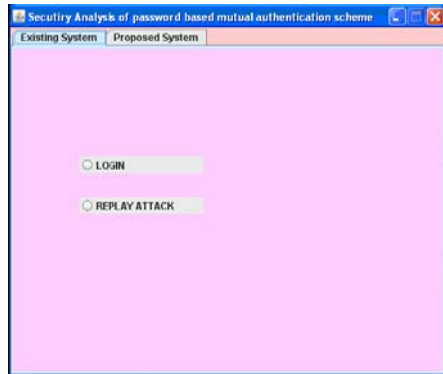 Secutiry Analysis of password based mutual authentication scheme
Existing System Proposed System
LOGIN
REPLAY ATTACK